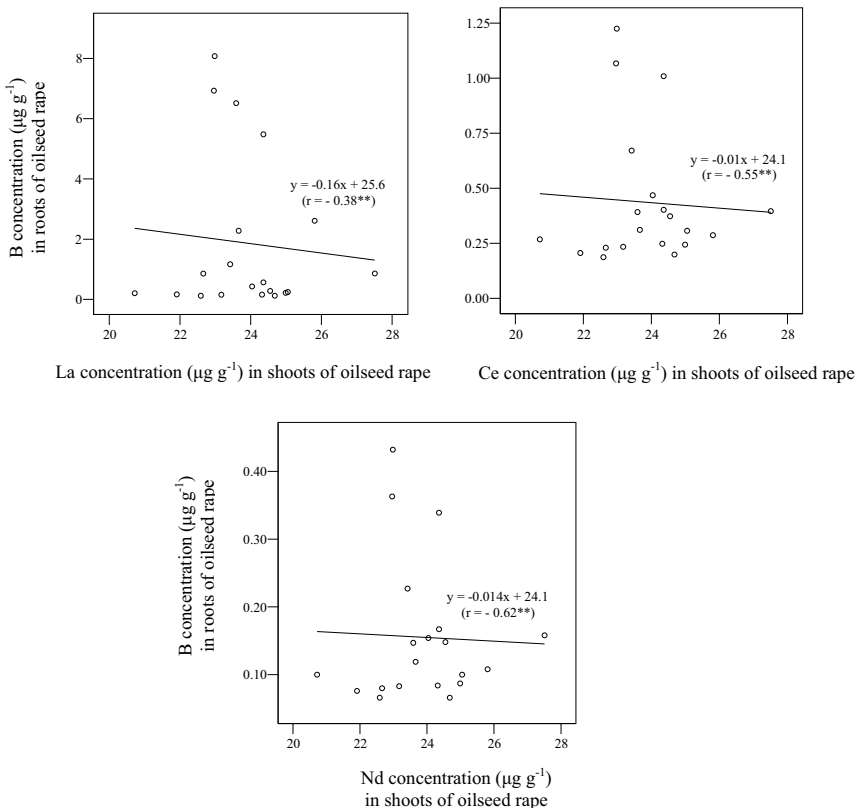 B concentration (µg g-1)
in roots of oilseed rape
8
6
4
2
0
y = -0.16x + 25.6
(r = - 0.38**)
20 22 24 26 28
La concentration (µg g-1) in shoots of oilseed rape
1.25
1.00
0.75
0.50
0.25
0.00
y = -0.01x + 24.1
(r = - 0.55**)
20 22 24 26 28
Ce concentration (µg g-1) in shoots of oilseed rape
B concentration (µg g-1)
in roots of oilseed rape
0.40
0.30
0.20
0.10
y = -0.014x + 24.1
(r = - 0.62**)
20 22 24 26 28
Nd concentration (µg g-1)
in shoots of oilseed rape